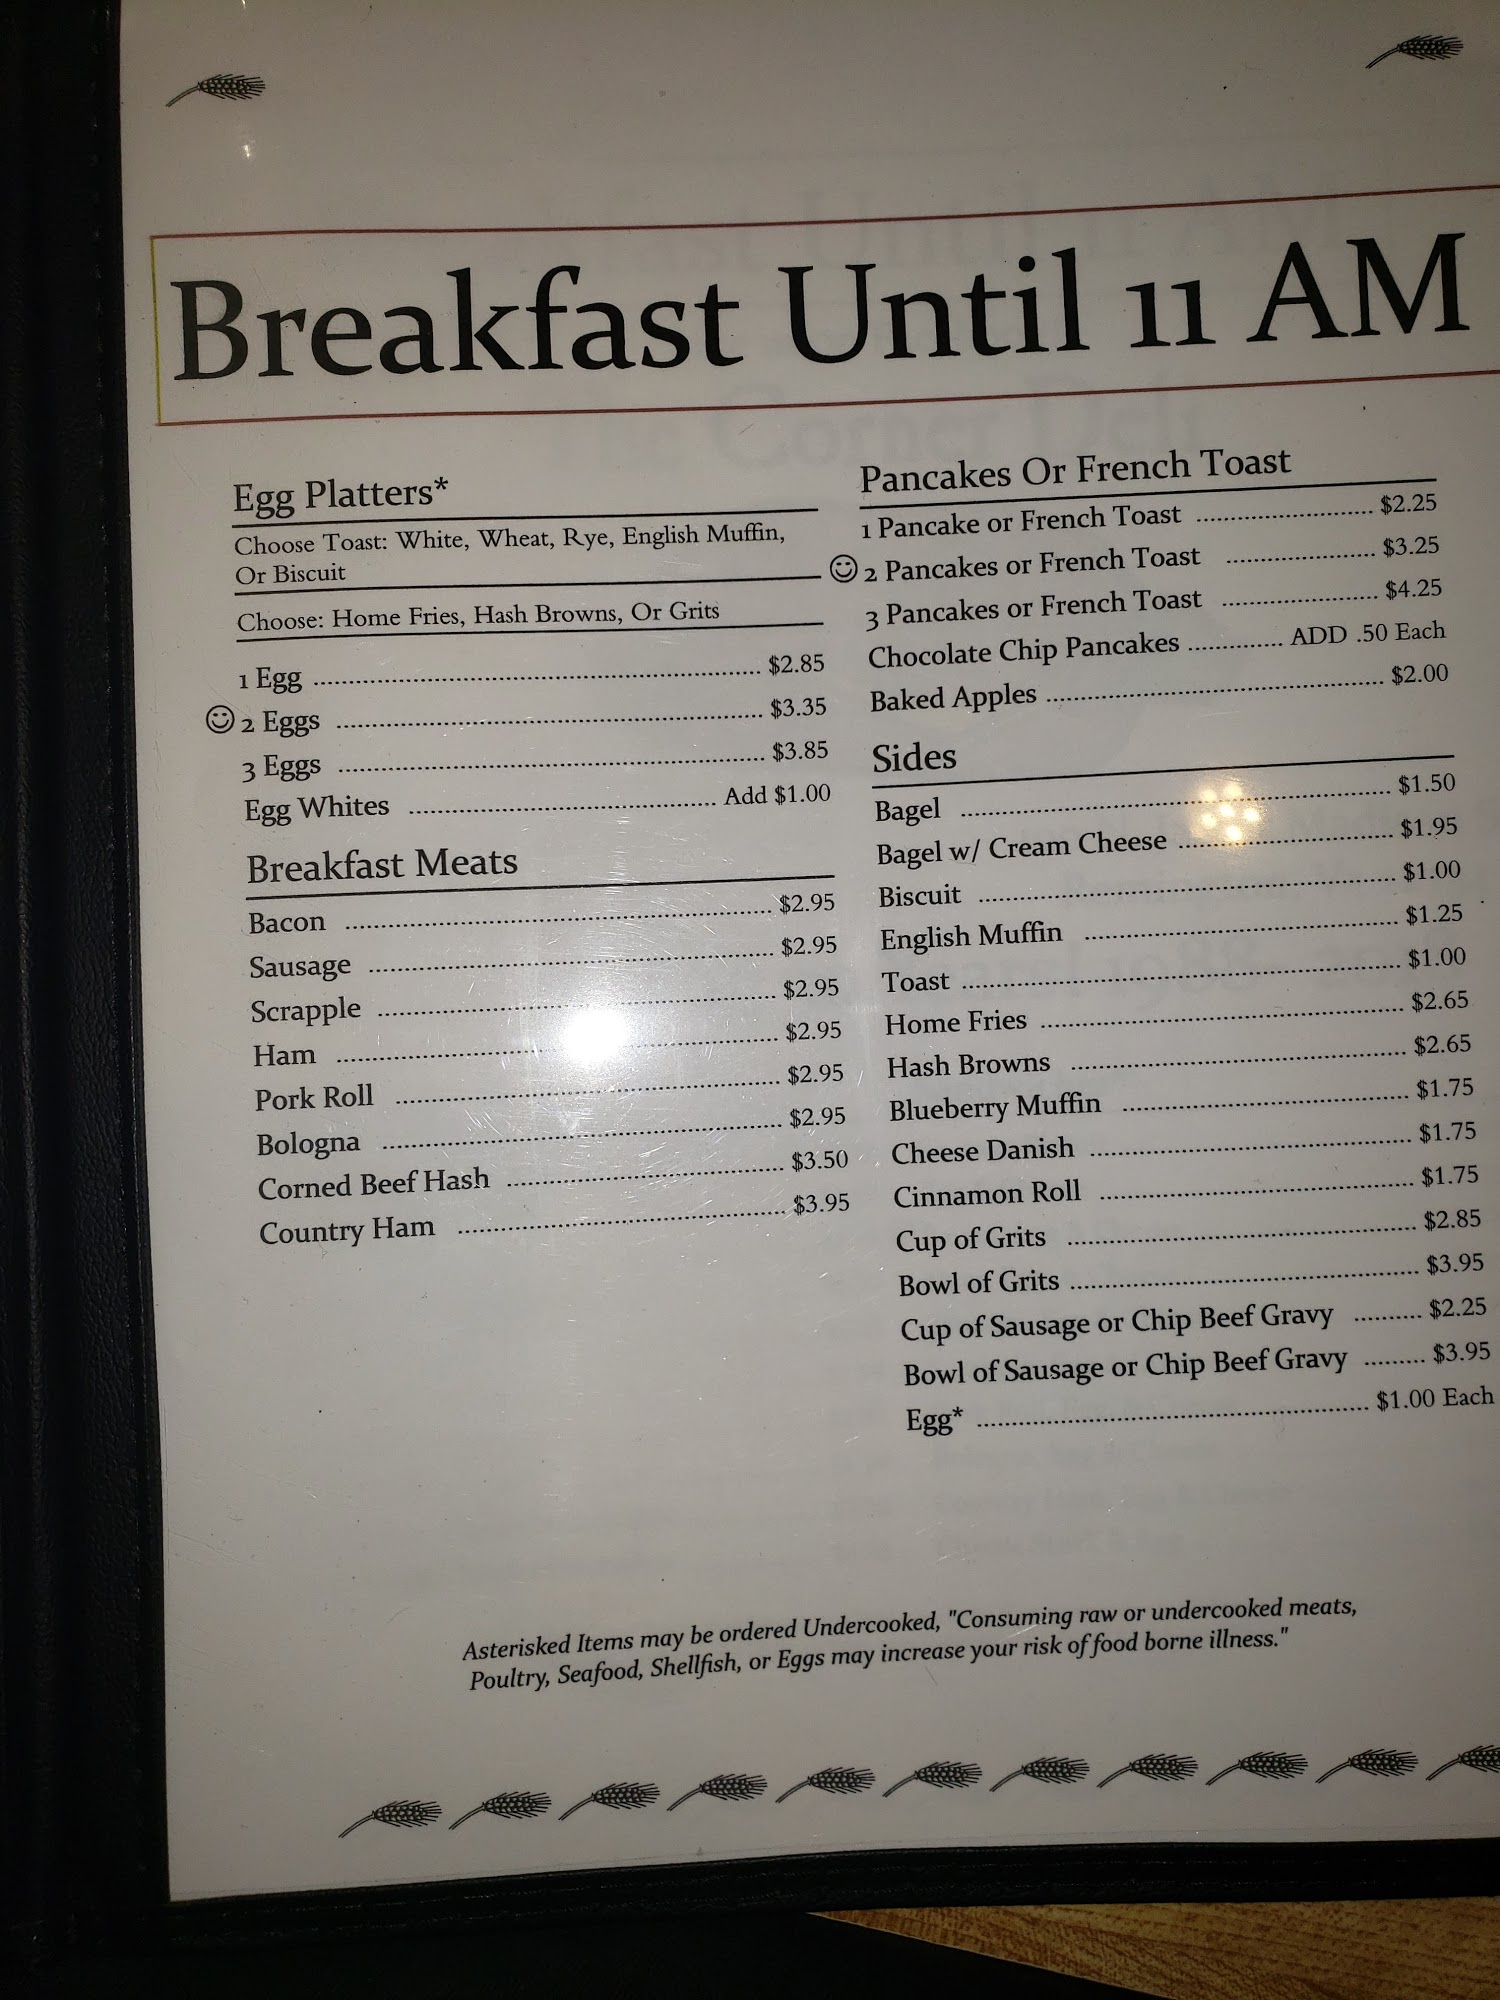 Breakfast Until 11 AM
Egg Platters*
Choose Toast: White, Wheat, Rye, English Muffin,
Or Biscuit
Choose: Home Fries, Hash Browns, Or Grits
1 Egg ........ $2.85
2 Eggs ........ $3.35
3 Eggs ........ $3.85
Egg Whites ........ Add $1.00
Breakfast Meats
Bacon ........ $2.95
Sausage ........ $2.95
Scrapple ........ $2.95
Ham ........ $2.95
Pork Roll ........ $2.95
Bologna ........ $2.95
Corned Beef Hash ........ $3.50
Country Ham ........ $3.95
Pancakes Or French Toast
1 Pancake or French Toast ........ $2.25
2 Pancakes or French Toast ........ $3.25
3 Pancakes or French Toast ........ $4.25
Chocolate Chip Pancakes ........ ADD .50 Each
Baked Apples ........ $2.00
Sides
Bagel ........ $1.50
Bagel w/ Cream Cheese ........ $1.95
Biscuit ........ $1.00
English Muffin ........ $1.25
Toast ........ $1.00
Home Fries ........ $2.65
Hash Browns ........ $2.65
Blueberry Muffin ........ $1.75
Cheese Danish ........ $1.75
Cinnamon Roll ........ $1.75
Cup of Grits ........ $2.85
Bowl of Grits ........ $3.95
Cup of Sausage or Chip Beef Gravy ........ $2.25
Bowl of Sausage or Chip Beef Gravy ........ $3.95
Egg* ........ $1.00 Each
Asterisked Items may be ordered Undercooked, "Consuming raw or undercooked meats,
Poultry, Seafood, Shellfish, or Eggs may increase your risk of food borne illness."